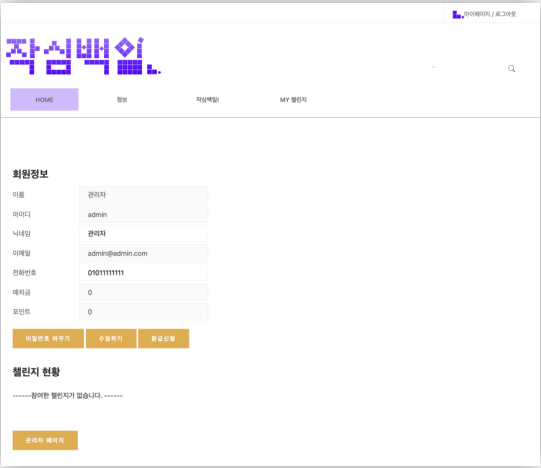 마이페이지 / 로그아웃
작심백일.
HOME 정보 작심백일! MY 챌린지
회원정보
이름 관리자
아이디 admin
닉네임 관리자
이메일 admin@admin.com
전화번호 01011111111
예치금 0
포인트 0
비밀번호 바꾸기 수정하기 환급신청
챌린지 현황
------참여한 챌린지가 없습니다. ------
관리자 페이지